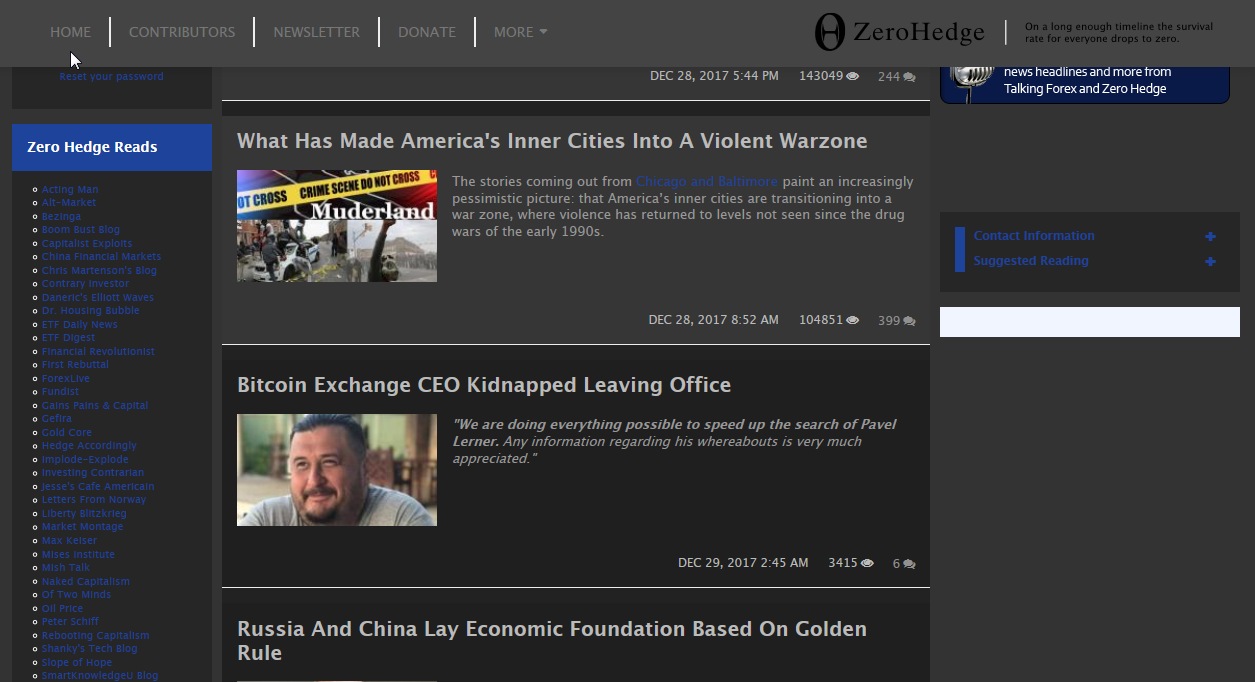 HOME
CONTRIBUTORS
NEWSLETTER
DONATE
MORE
ZeroHedge
On a long enough timeline the survival
rate for everyone drops to zero.
Reset your password
Zero Hedge Reads
Acting Man
Alt-Market
Bezinga
Boom Bust Blog
Capitalist Exploits
China Financial Markets
Chris Martenson's Blog
Contrary Investor
Daneric's Elliott Waves
Dr. Housing Bubble
ETF Daily News
ETF Digest
Financial Revolutionist
First Rebuttal
ForexLive
Fundist
Gains Pains & Capital
Gefira
Gold Core
Hedge Accordingly
Implode-Explode
Investing Contrarian
Jesse's Cafe Americain
Letters From Norway
Liberty Blitzkrieg
Market Montage
Max Keiser
Mises Institute
Mish Talk
Naked Capitalism
Of Two Minds
Oil Price
Peter Schiff
Rebooting Capitalism
Shanky's Tech Blog
Slope of Hope
SmartKnowledgeU Blog
DEC 28, 2017 5:44 PM 143049 244
What Has Made America's Inner Cities Into A Violent Warzone
OT CROSS CRIME SCENE DO NOT CROSS
Muderland
The stories coming out from Chicago and Baltimore paint an increasingly
pessimistic picture: that America's inner cities are transitioning into a
war zone, where violence has returned to levels not seen since the drug
wars of the early 1990s.
DEC 28, 2017 8:52 AM 104851 399
Bitcoin Exchange CEO Kidnapped Leaving Office
"We are doing everything possible to speed up the search of Pavel
Lerner. Any information regarding his whereabouts is very much
appreciated."
DEC 29, 2017 2:45 AM 3415 6
Russia And China Lay Economic Foundation Based On Golden
Rule
news headlines and more from
Talking Forex and Zero Hedge
Contact Information +
Suggested Reading +